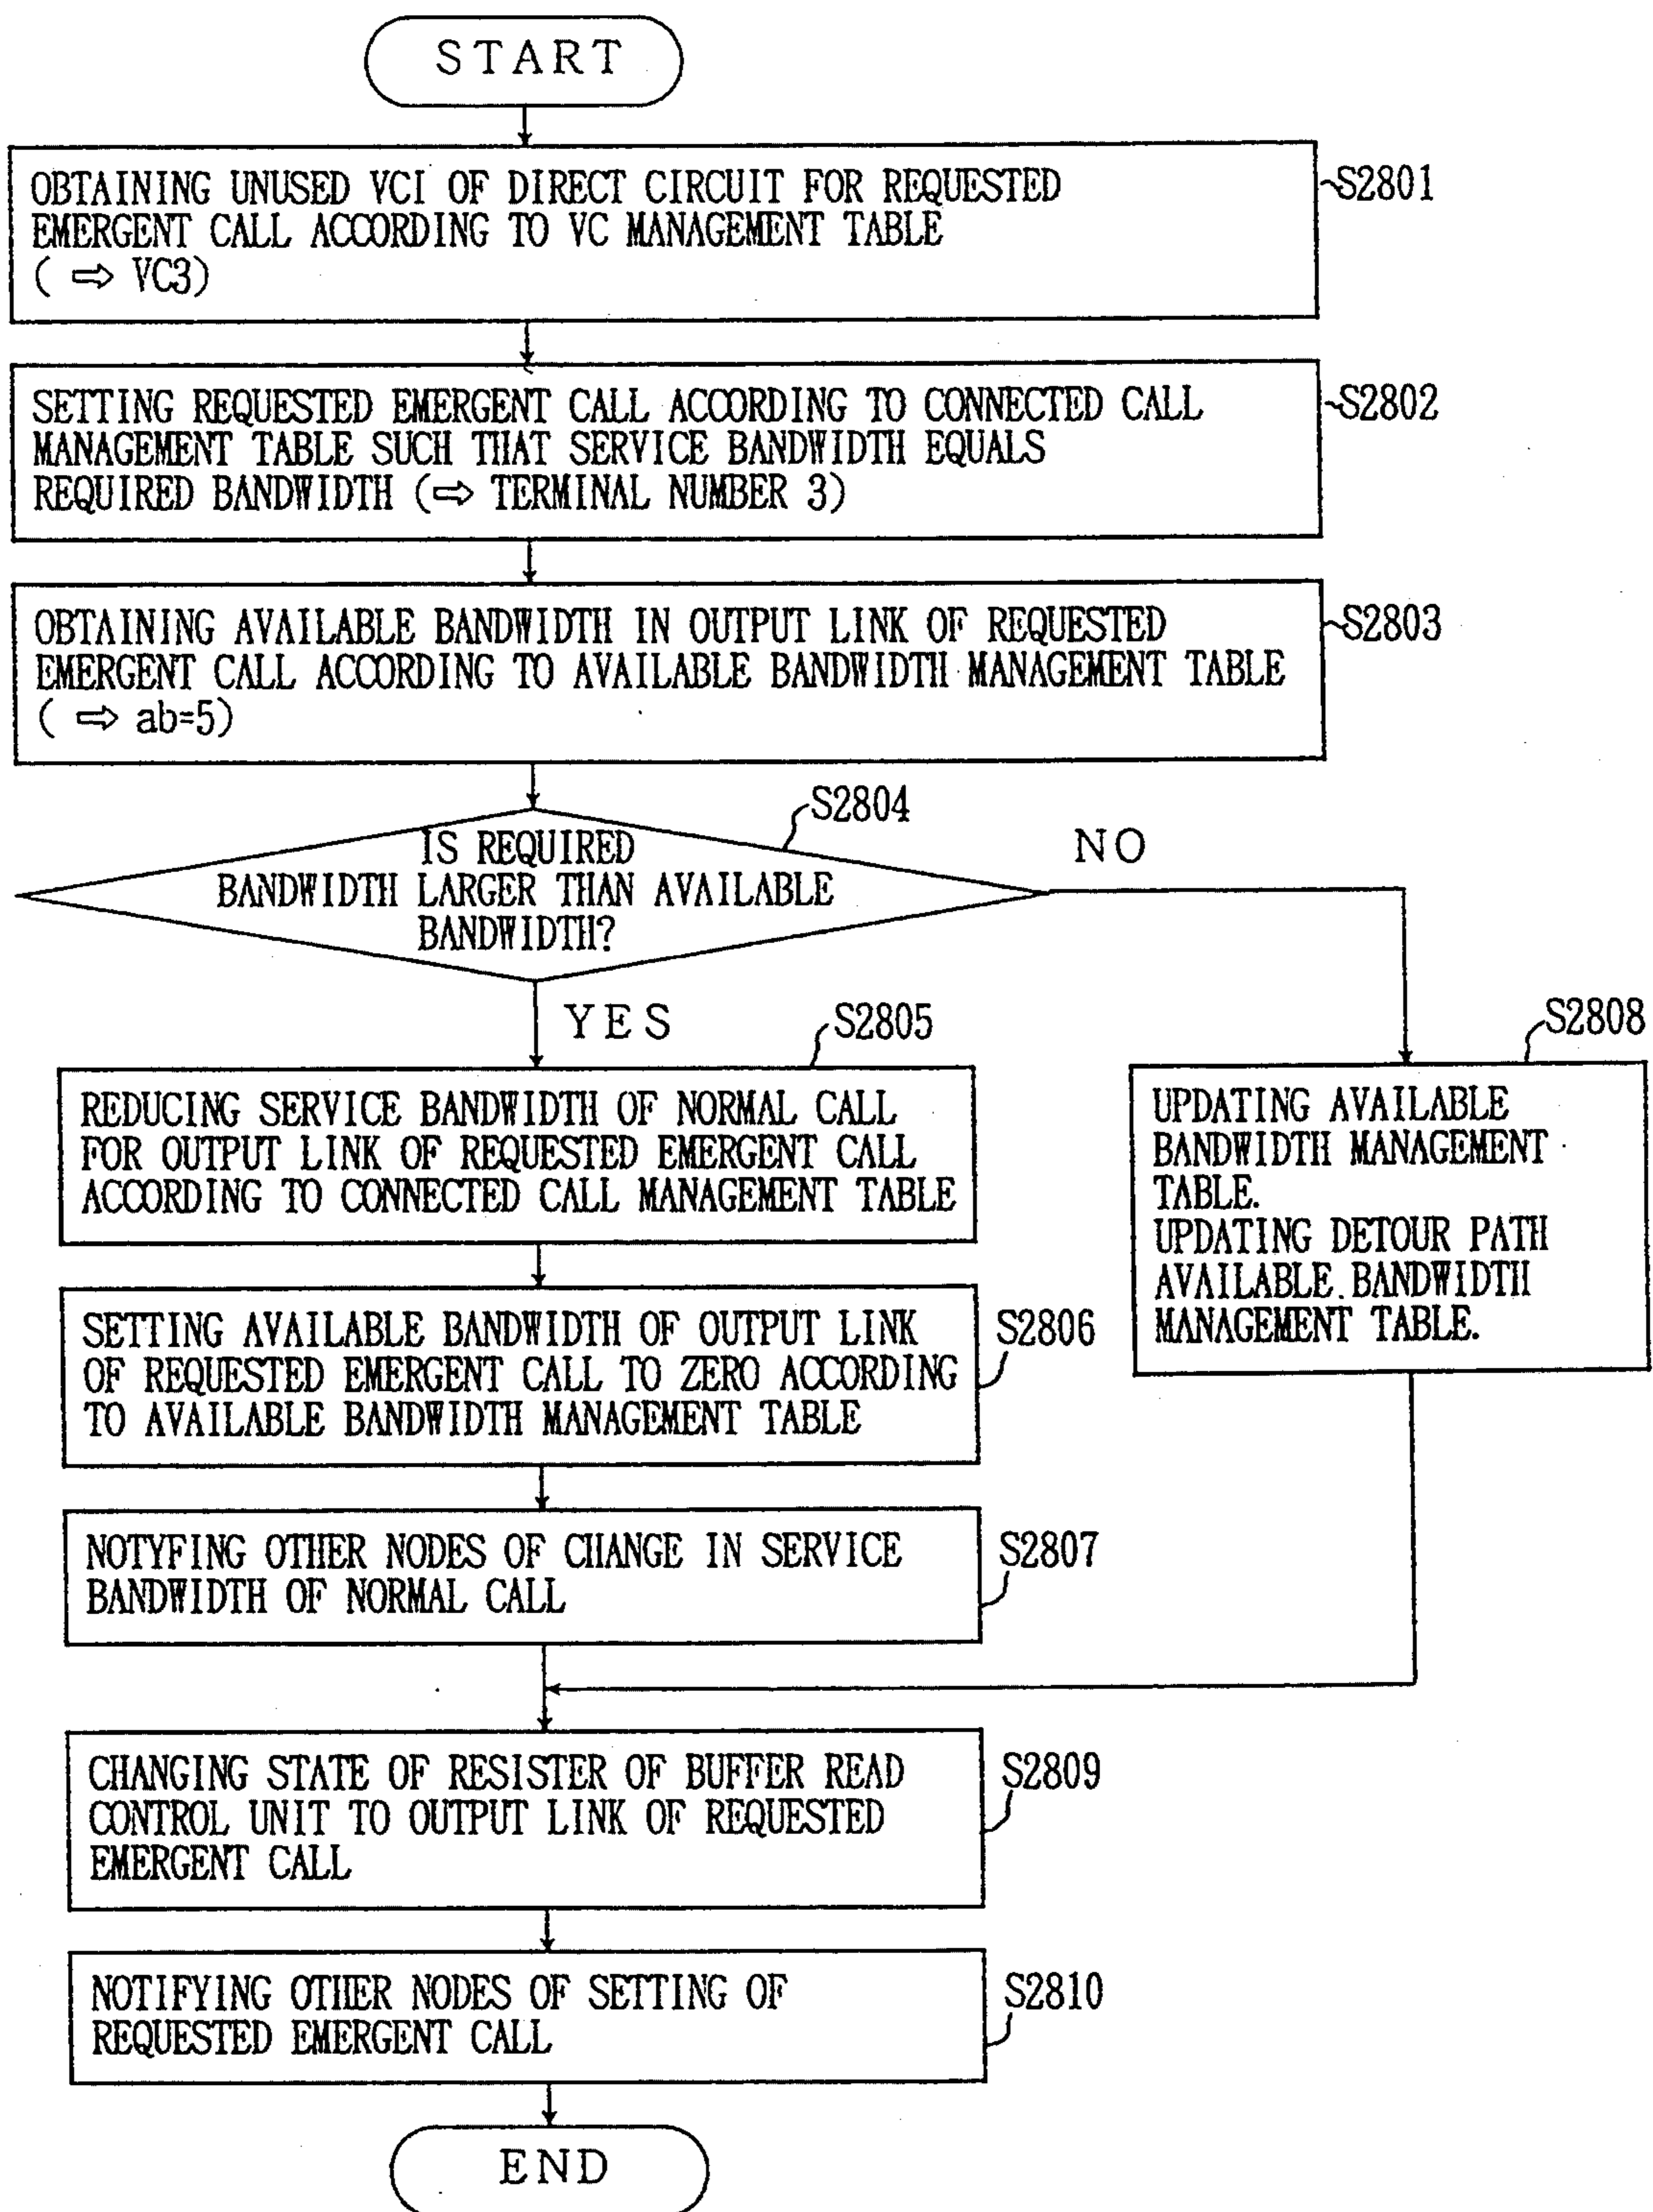 START
OBTAINING UNUSED VCI OF DIRECT CIRCUIT FOR REQUESTED
EMERGENT CALL ACCORDING TO VC MANAGEMENT TABLE
( ⇨ VC3)
S2801
SETTING REQUESTED EMERGENT CALL ACCORDING TO CONNECTED CALL
MANAGEMENT TABLE SUCH THAT SERVICE BANDWIDTH EQUALS
REQUIRED BANDWIDTH (⇨ TERMINAL NUMBER 3)
S2802
OBTAINING AVAILABLE BANDWIDTH IN OUTPUT LINK OF REQUESTED
EMERGENT CALL ACCORDING TO AVAILABLE BANDWIDTH MANAGEMENT TABLE
( ⇨ ab=5)
S2803
S2804
IS REQUIRED
BANDWIDTH LARGER THAN AVAILABLE
BANDWIDTH?
NO
YES
S2805
REDUCING SERVICE BANDWIDTH OF NORMAL CALL
FOR OUTPUT LINK OF REQUESTED EMERGENT CALL
ACCORDING TO CONNECTED CALL MANAGEMENT TABLE
S2808
UPDATING AVAILABLE
BANDWIDTH MANAGEMENT
TABLE.
UPDATING DETOUR PATH
AVAILABLE BANDWIDTH
MANAGEMENT TABLE.
SETTING AVAILABLE BANDWIDTH OF OUTPUT LINK
OF REQUESTED EMERGENT CALL TO ZERO ACCORDING
TO AVAILABLE BANDWIDTH MANAGEMENT TABLE
S2806
NOTYFING OTHER NODES OF CHANGE IN SERVICE
BANDWIDTH OF NORMAL CALL
S2807
CHANGING STATE OF RESISTER OF BUFFER READ
CONTROL UNIT TO OUTPUT LINK OF REQUESTED
EMERGENT CALL
S2809
NOTIFYING OTHER NODES OF SETTING OF
REQUESTED EMERGENT CALL
S2810
END